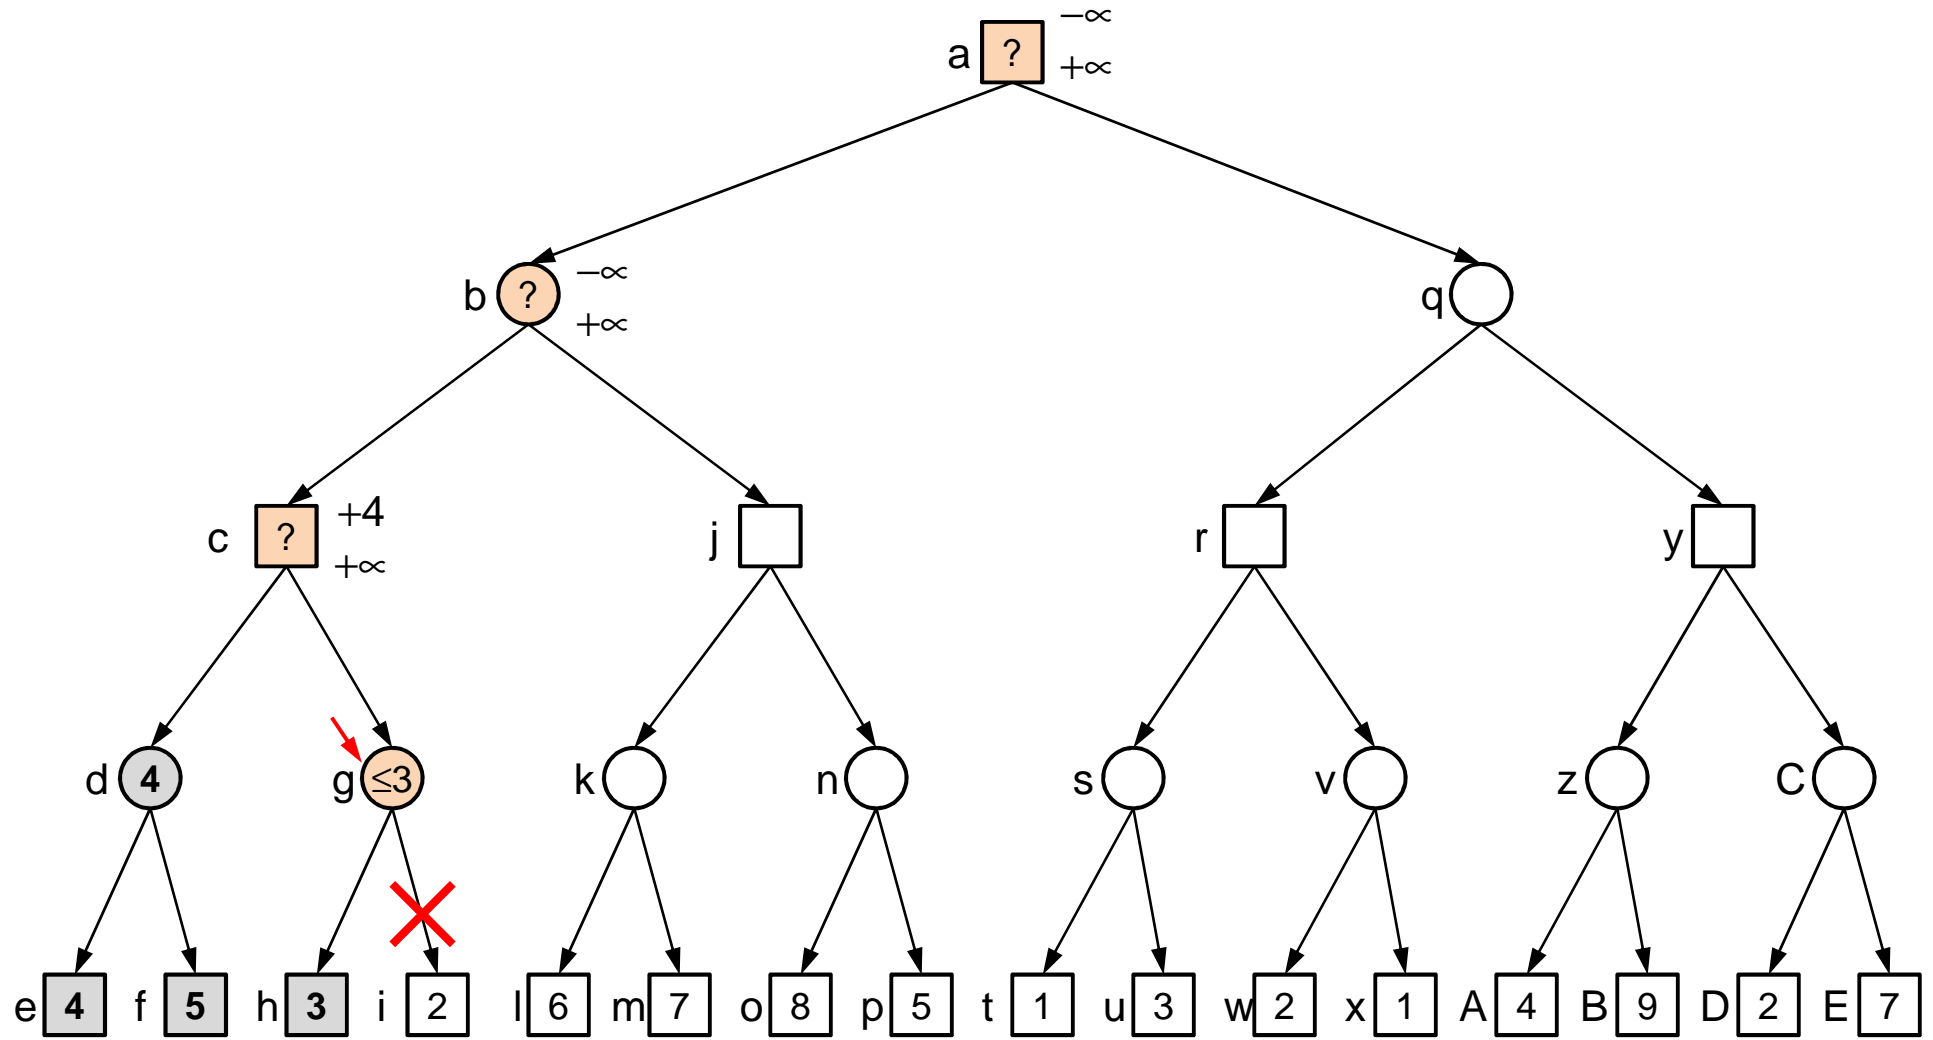 −∝
a ? +∝
b ? −∝
+∝
q
c ? +4
+∝
j
r
y
d 4
g ≤3
k
n
s
v
z
C
e 4 f 5 h 3 i 2 l 6 m 7 o 8 p 5 t 1 u 3 w 2 x 1 A 4 B 9 D 2 E 7